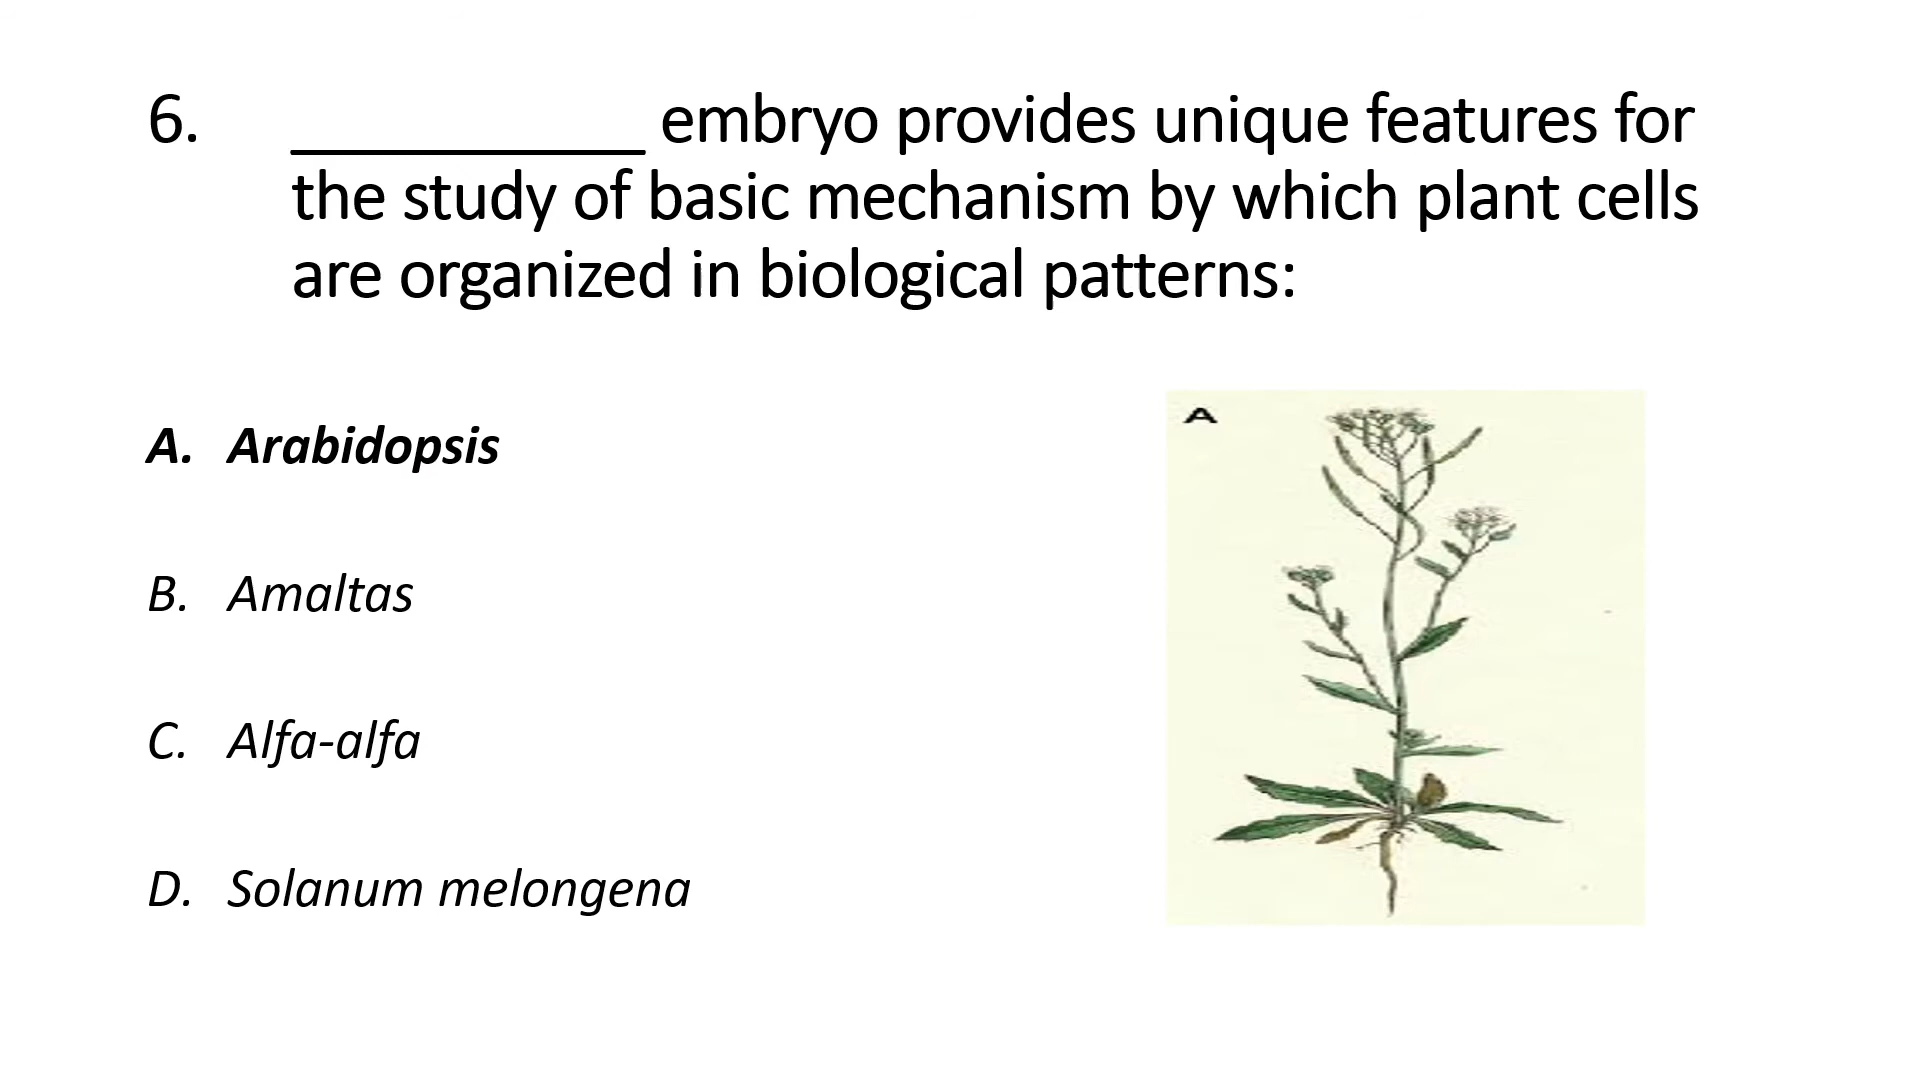 6. ___________ embryo provides unique features for
the study of basic mechanism by which plant cells
are organized in biological patterns:
A. Arabidopsis
B. Amaltas
C. Alfa-alfa
D. Solanum melongena
A